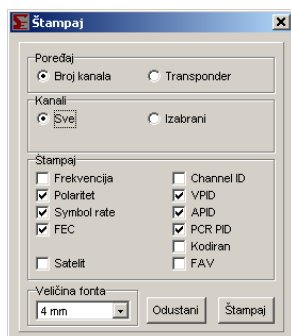 Štampaj
Poređaj
Broj kanala Transponder
Kanali
Sve Izabrani
Štampaj
Frekvencija Channel ID
Polaritet VPID
Symbol rate APID
FEC PCR PID
Kodiran
Satelit FAV
Veličina fonta
4 mm Odustani Štampaj